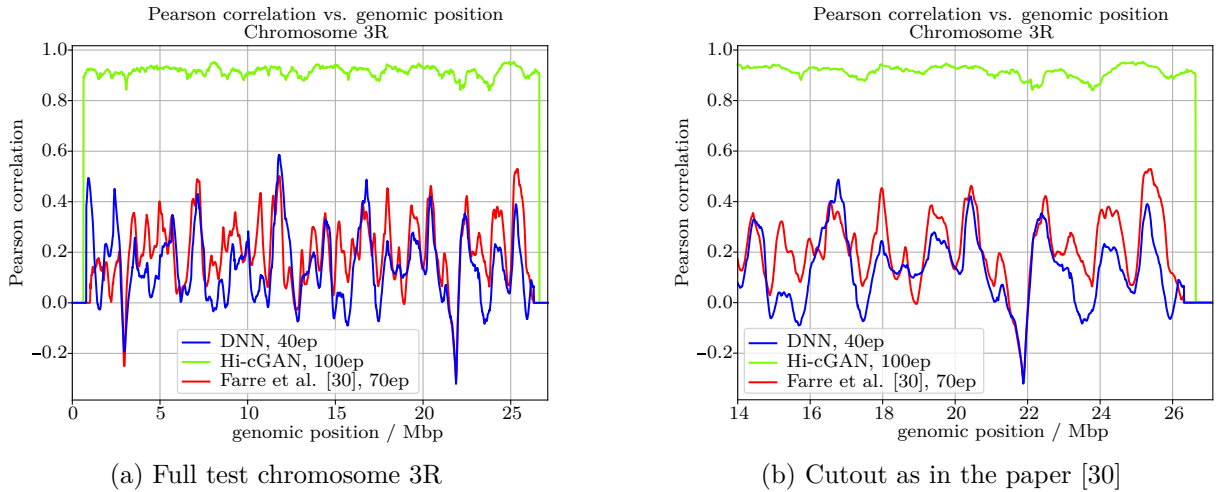 Pearson correlation vs. genomic position
Chromosome 3R
1.0
0.8
0.6
0.4
0.2
0.0
−0.2
Pearson correlation
DNN, 40ep
Hi-cGAN, 100ep
Farre et al. [30], 70ep
0 5 10 15 20 25
genomic position / Mbp
(a) Full test chromosome 3R
Pearson correlation vs. genomic position
Chromosome 3R
1.0
0.8
0.6
0.4
0.2
0.0
−0.2
Pearson correlation
DNN, 40ep
Hi-cGAN, 100ep
Farre et al. [30], 70ep
14 16 18 20 22 24 26
genomic position / Mbp
(b) Cutout as in the paper [30]